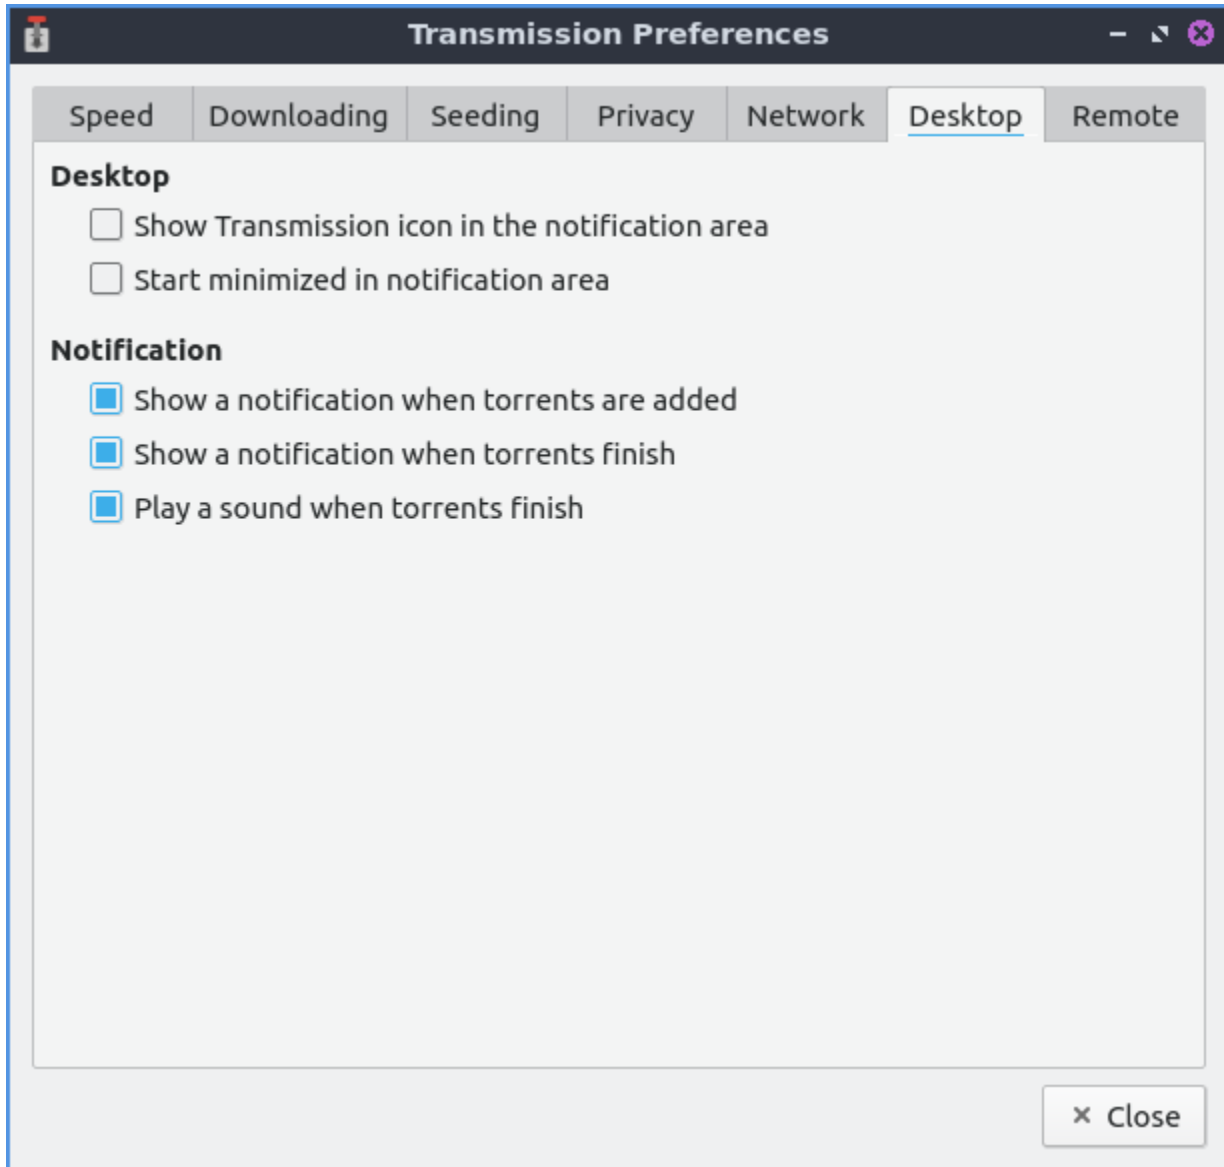 Transmission Preferences
Speed Downloading Seeding Privacy Network Desktop Remote
Desktop
Show Transmission icon in the notification area
Start minimized in notification area
Notification
Show a notification when torrents are added
Show a notification when torrents finish
Play a sound when torrents finish
Close